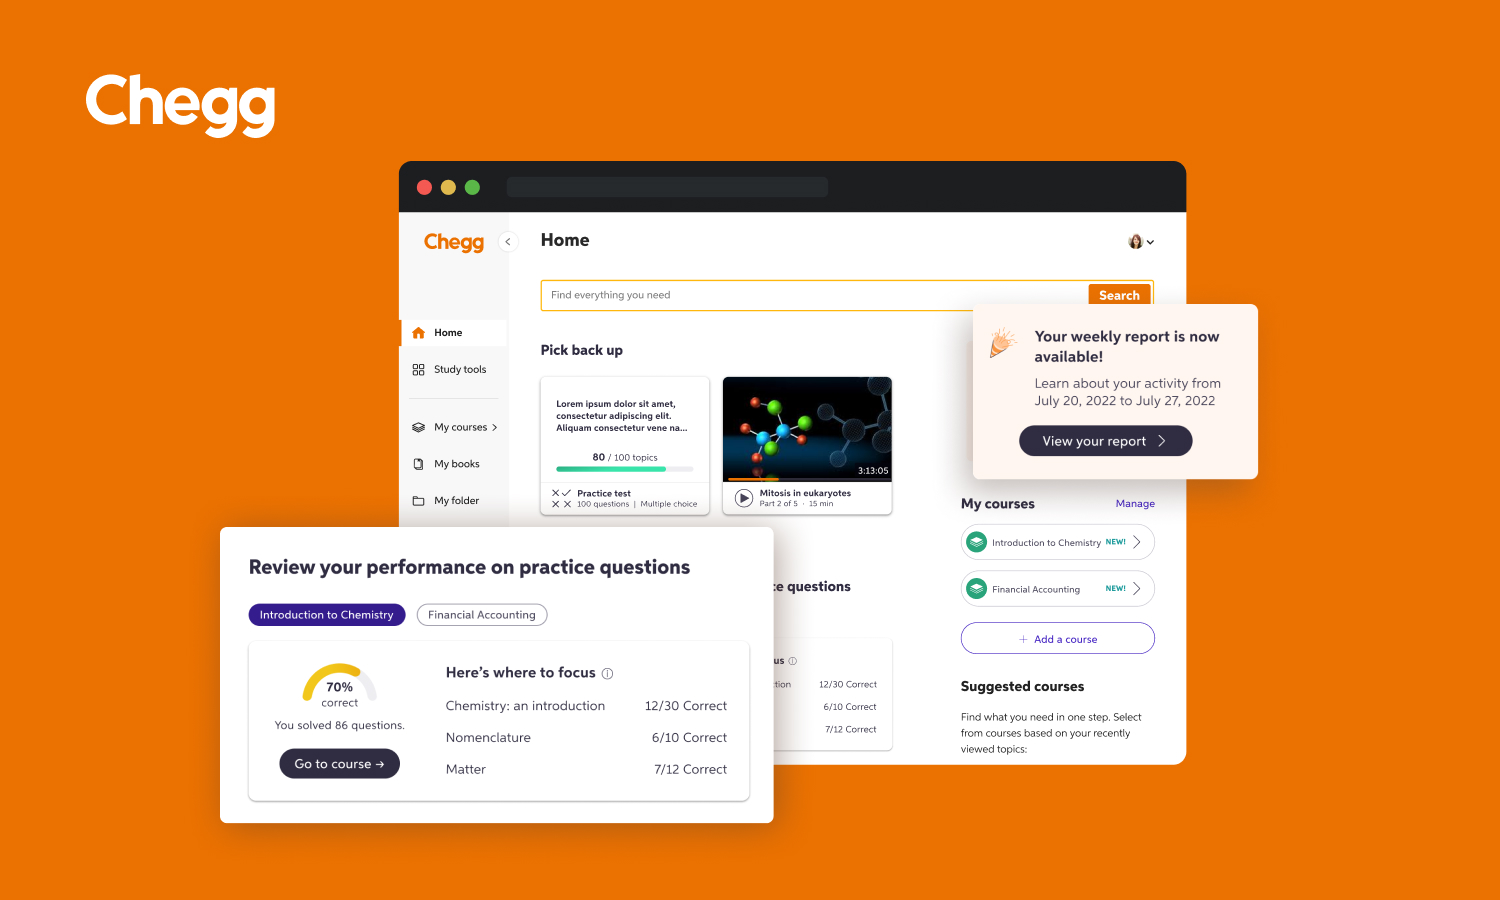 Chegg
Chegg
Home
Find everything you need
Search
Home
Study tools
My courses
My books
My folder
Pick back up
Lorem ipsum dolor sit amet,
consectetur adipiscing elit.
Aliquam consectetur vene na...
80 / 100 topics
Practice test
100 questions | Multiple choice
3:13:05
Mitosis in eukaryotes
Part 2 of 5 · 15 min
Your weekly report is now
available!
Learn about your activity from
July 20, 2022 to July 27, 2022
View your report
My courses
Manage
Introduction to Chemistry NEW!
Financial Accounting NEW!
+ Add a course
Suggested courses
Find what you need in one step. Select
from courses based on your recently
viewed topics:
Review your performance on practice questions
Introduction to Chemistry
Financial Accounting
70%
correct
You solved 86 questions.
Go to course →
Here's where to focus
Chemistry: an introduction 12/30 Correct
Nomenclature 6/10 Correct
Matter 7/12 Correct
questions
12/30 Correct
6/10 Correct
7/12 Correct